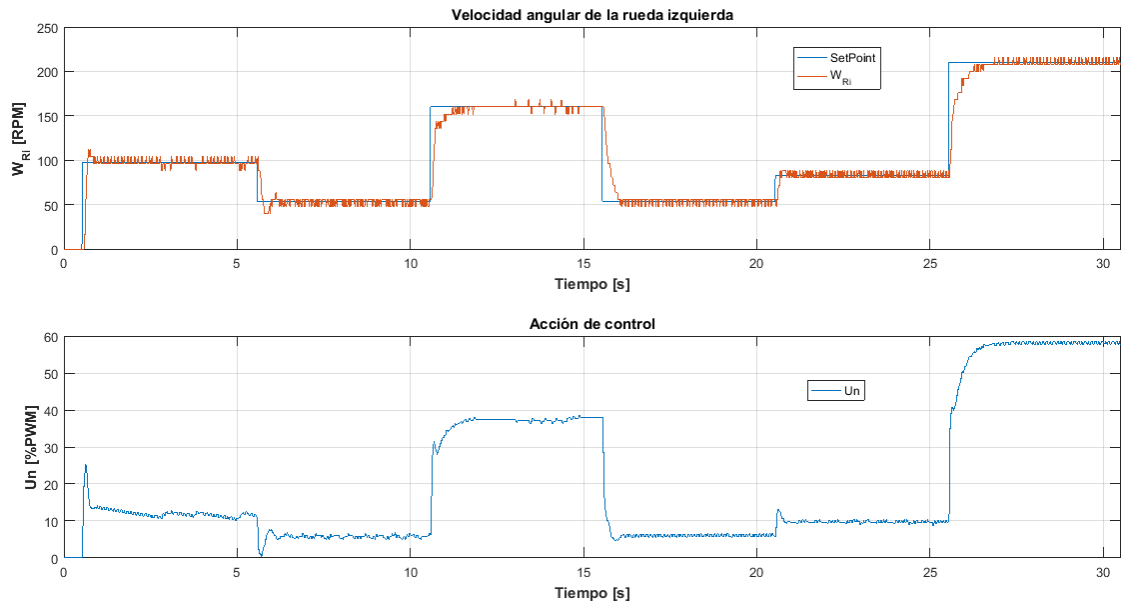 Velocidad angular de la rueda izquierda
250
200
150
100
50
0
W_Ri [RPM]
SetPoint
W_Ri
0 5 10 15 20 25 30
Tiempo [s]
Acción de control
60
50
40
30
20
10
0
Un [%PWM]
Un
0 5 10 15 20 25 30
Tiempo [s]